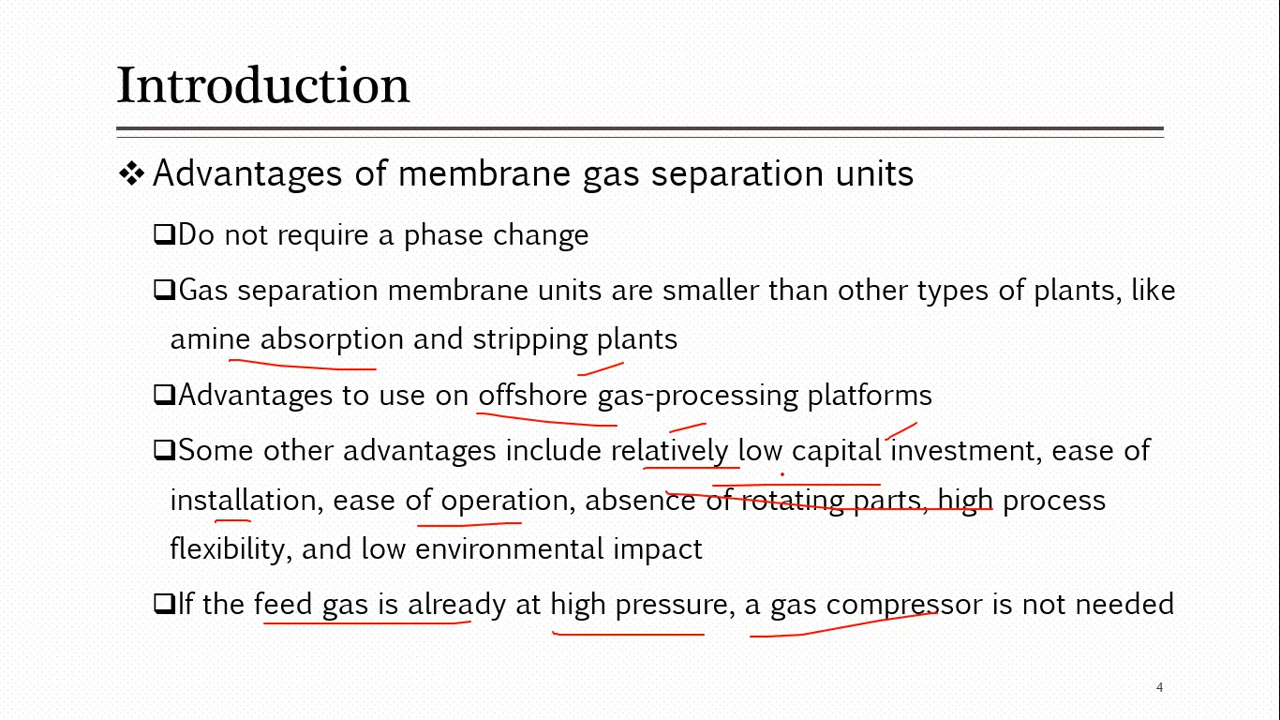 Introduction
❖ Advantages of membrane gas separation units
❑Do not require a phase change
❑Gas separation membrane units are smaller than other types of plants, like
amine absorption and stripping plants
❑Advantages to use on offshore gas-processing platforms
❑Some other advantages include relatively low capital investment, ease of
installation, ease of operation, absence of rotating parts, high process
flexibility, and low environmental impact
❑If the feed gas is already at high pressure, a gas compressor is not needed
4